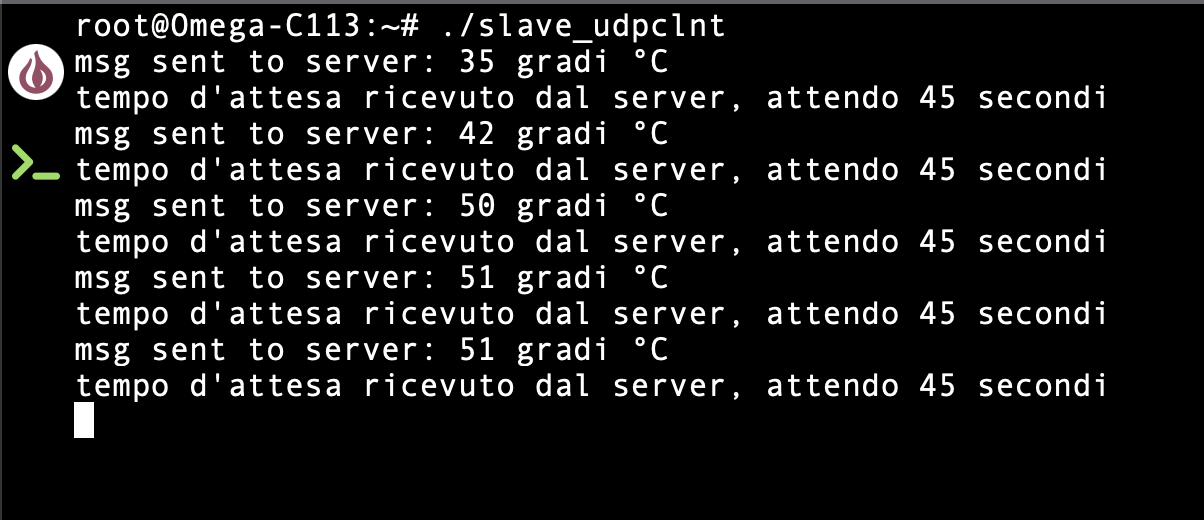 root@Omega-C113:~# ./slave_udpclnt
msg sent to server: 35 gradi °C
tempo d'attesa ricevuto dal server, attendo 45 secondi
msg sent to server: 42 gradi °C
tempo d'attesa ricevuto dal server, attendo 45 secondi
msg sent to server: 50 gradi °C
tempo d'attesa ricevuto dal server, attendo 45 secondi
msg sent to server: 51 gradi °C
tempo d'attesa ricevuto dal server, attendo 45 secondi
msg sent to server: 51 gradi °C
tempo d'attesa ricevuto dal server, attendo 45 secondi